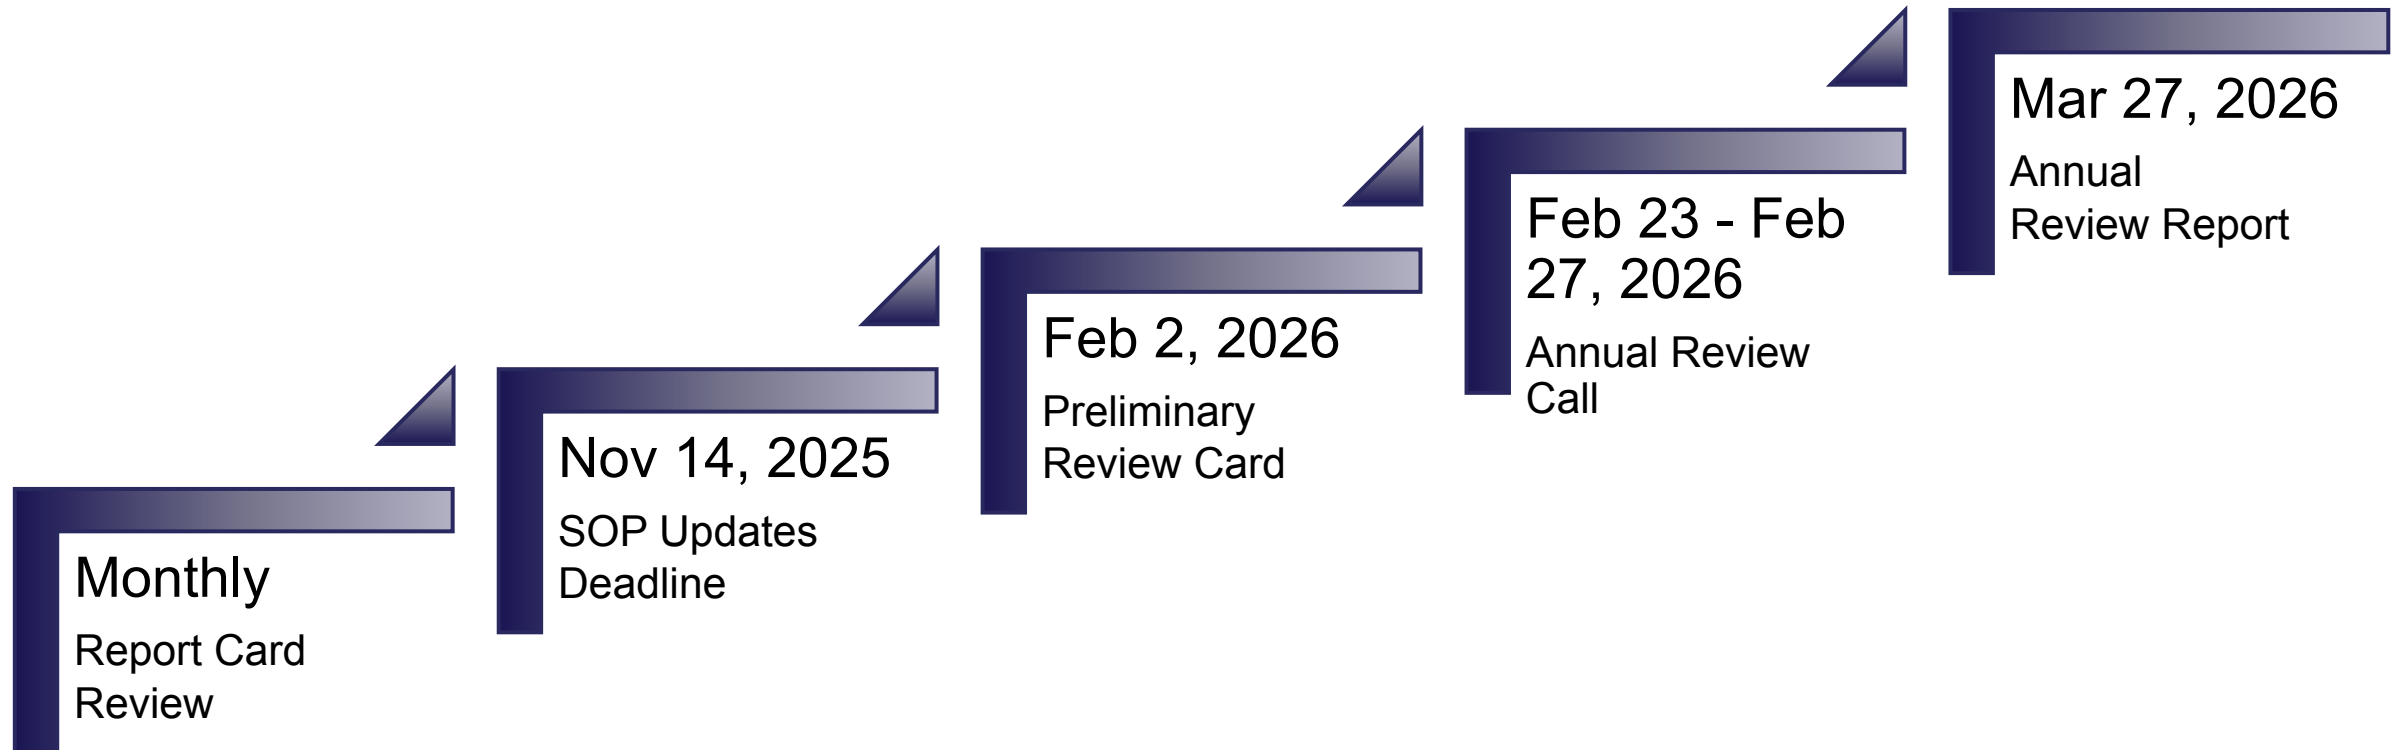 Monthly
Report Card
Review
Nov 14, 2025
SOP Updates
Deadline
Feb 2, 2026
Preliminary
Review Card
Feb 23 - Feb
27, 2026
Annual Review
Call
Mar 27, 2026
Annual
Review Report